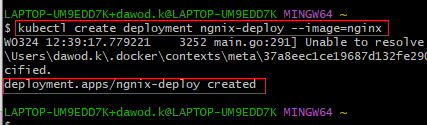 LAPTOP-UM9EDD7K+dawod.k@LAPTOP-UM9EDD7K MINGW64 ~
$ kubectl create deployment ngnix-deploy --image=nginx
W0324 12:39:17.779221    3252 main.go:291] Unable to resolve
\Users\dawod.k\.docker\contexts\meta\37a8eec1ce19687d132fe290
cified.
deployment.apps/ngnix-deploy created
LAPTOP-UM9EDD7K+dawod.k@LAPTOP-UM9EDD7K MINGW64 ~